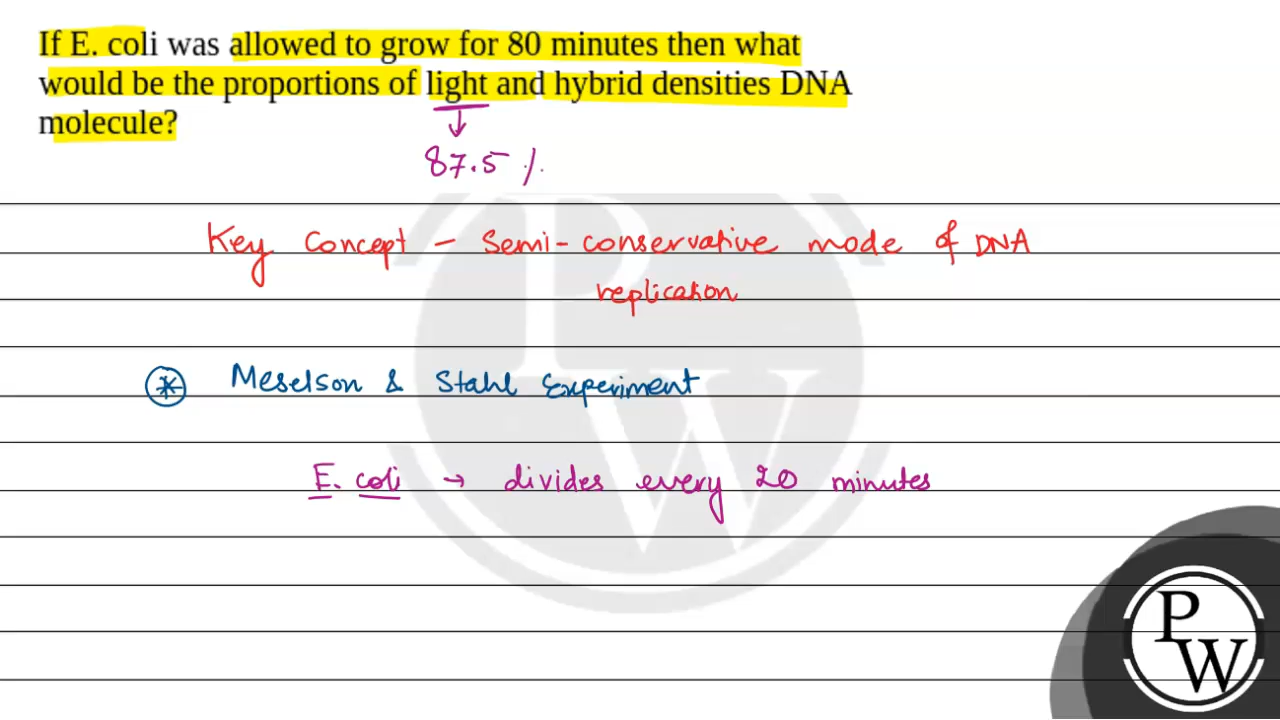 If E. coli was allowed to grow for 80 minutes then what
would be the proportions of light and hybrid densities DNA
molecule?
87.5 %
Key Concept - Semi-conservative mode of DNA
replication
* Meselson & Stahl Experiment
E. coli → divides every 20 minutes
P
W
P
W